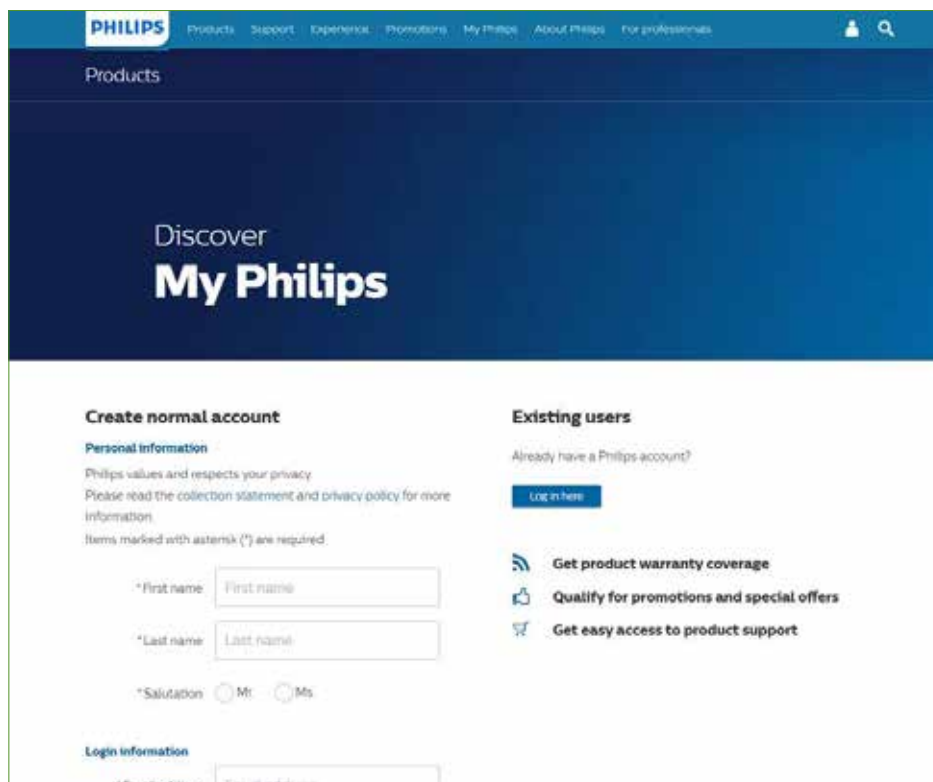 PHILIPS Products Support Experience Promotions My Philips About Philips For professionals
Products
Discover
My Philips
Create normal account
Personal information
Philips values and respects your privacy
Please read the collection statement and privacy policy for more
information
Items marked with asterisk (*) are required
*First name First name
*Last name Last name
*Salutation Mr. Ms
Login information
Existing users
Already have a Philips account?
Log in here
Get product warranty coverage
Qualify for promotions and special offers
Get easy access to product support